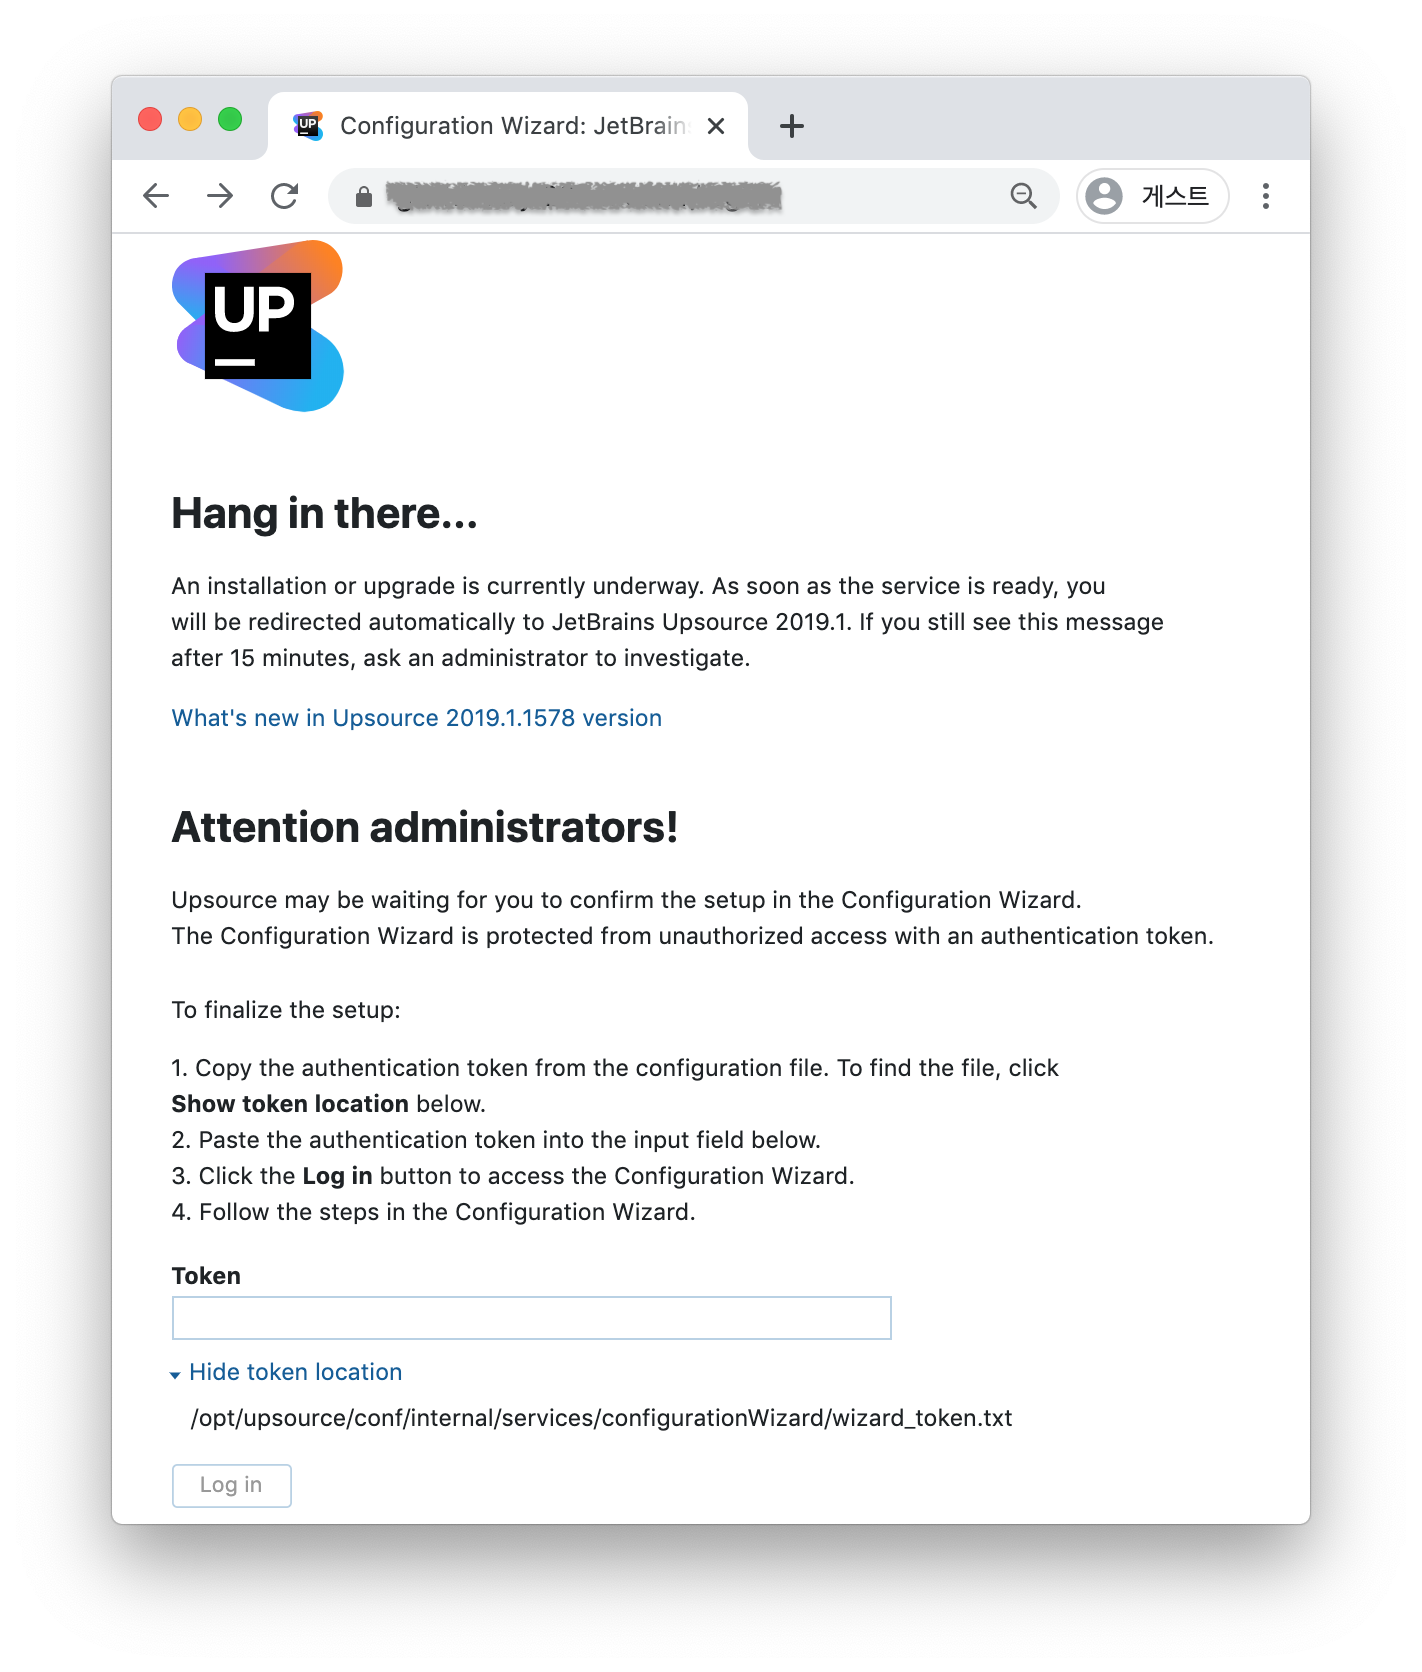 UP
Configuration Wizard: JetBrain
게스트
UP
Hang in there...
An installation or upgrade is currently underway. As soon as the service is ready, you
will be redirected automatically to JetBrains Upsource 2019.1. If you still see this message
after 15 minutes, ask an administrator to investigate.
What's new in Upsource 2019.1.1578 version
Attention administrators!
Upsource may be waiting for you to confirm the setup in the Configuration Wizard.
The Configuration Wizard is protected from unauthorized access with an authentication token.
To finalize the setup:
1. Copy the authentication token from the configuration file. To find the file, click
Show token location below.
2. Paste the authentication token into the input field below.
3. Click the Log in button to access the Configuration Wizard.
4. Follow the steps in the Configuration Wizard.
Token
Hide token location
/opt/upsource/conf/internal/services/configurationWizard/wizard_token.txt
Log in